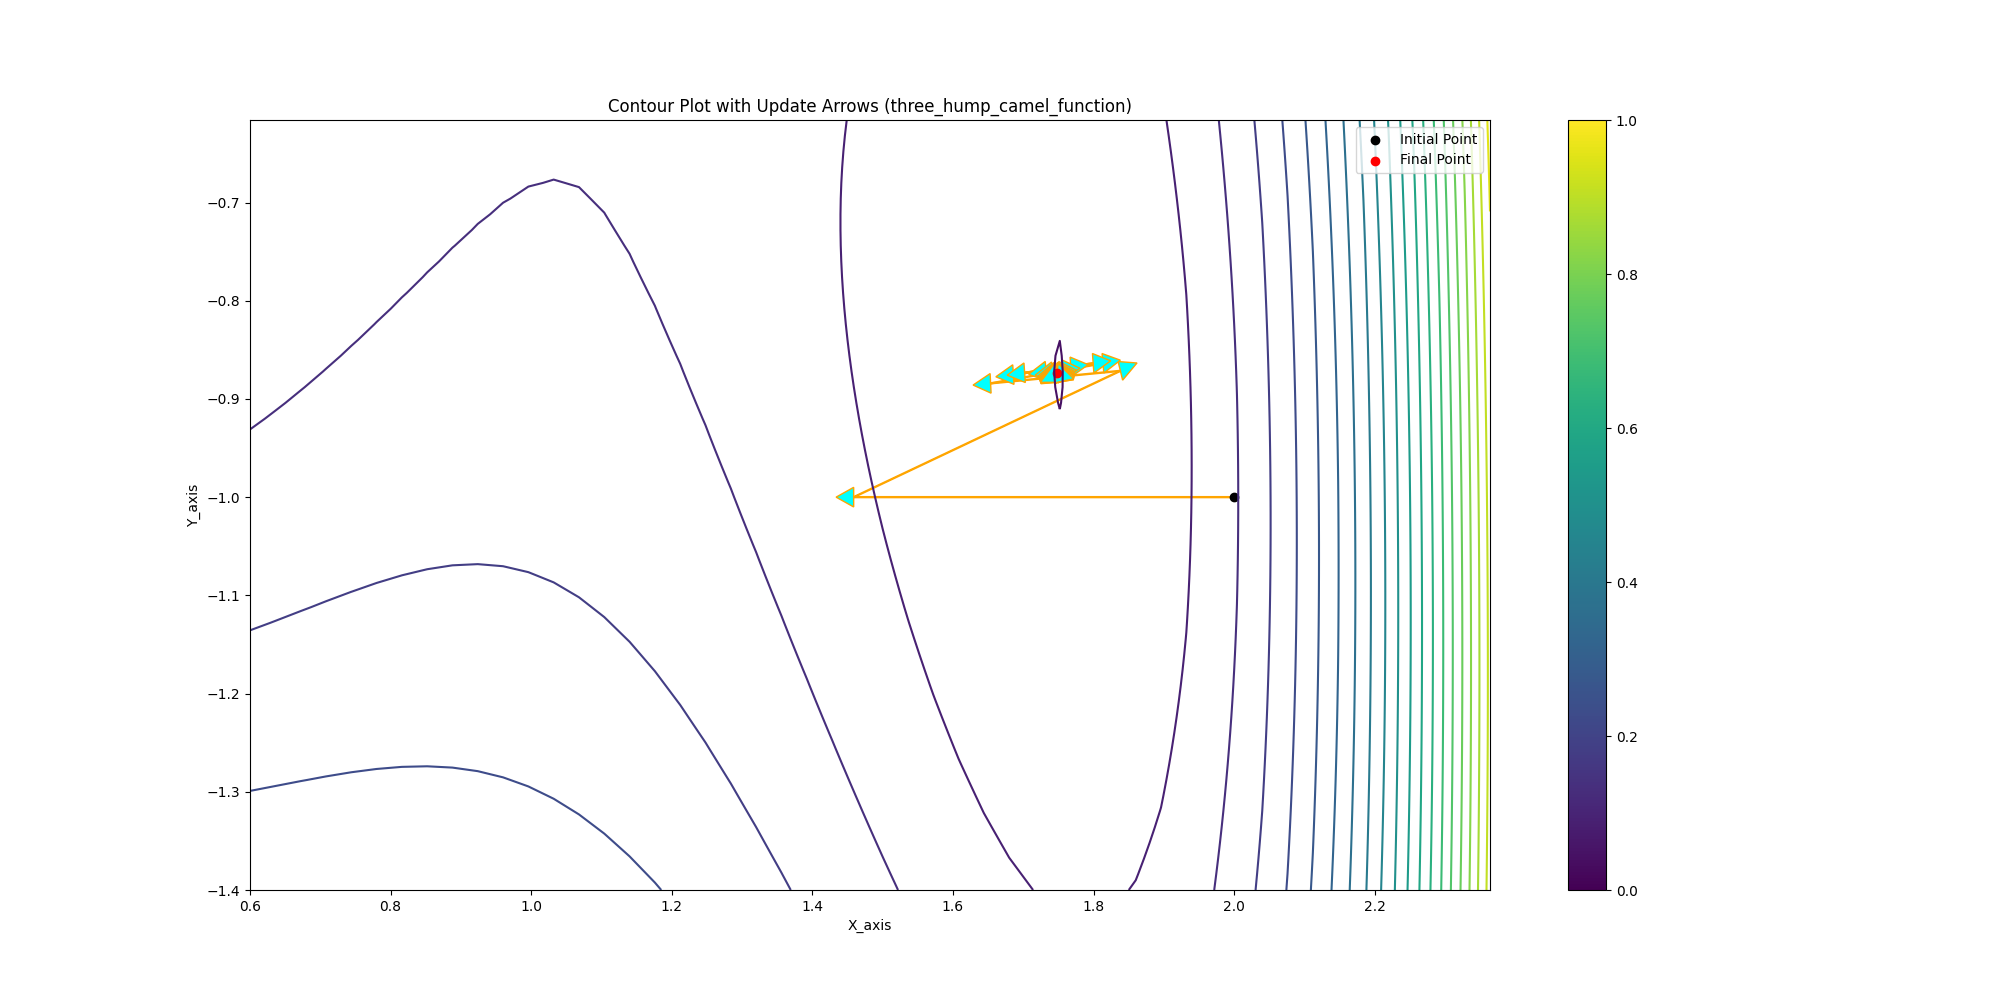 Contour Plot with Update Arrows (three_hump_camel_function)
Initial Point
Final Point
Y_axis
−0.7
−0.8
−0.9
−1.0
−1.1
−1.2
−1.3
−1.4
0.6 0.8 1.0 1.2 1.4 1.6 1.8 2.0 2.2
X_axis
1.0
0.8
0.6
0.4
0.2
0.0